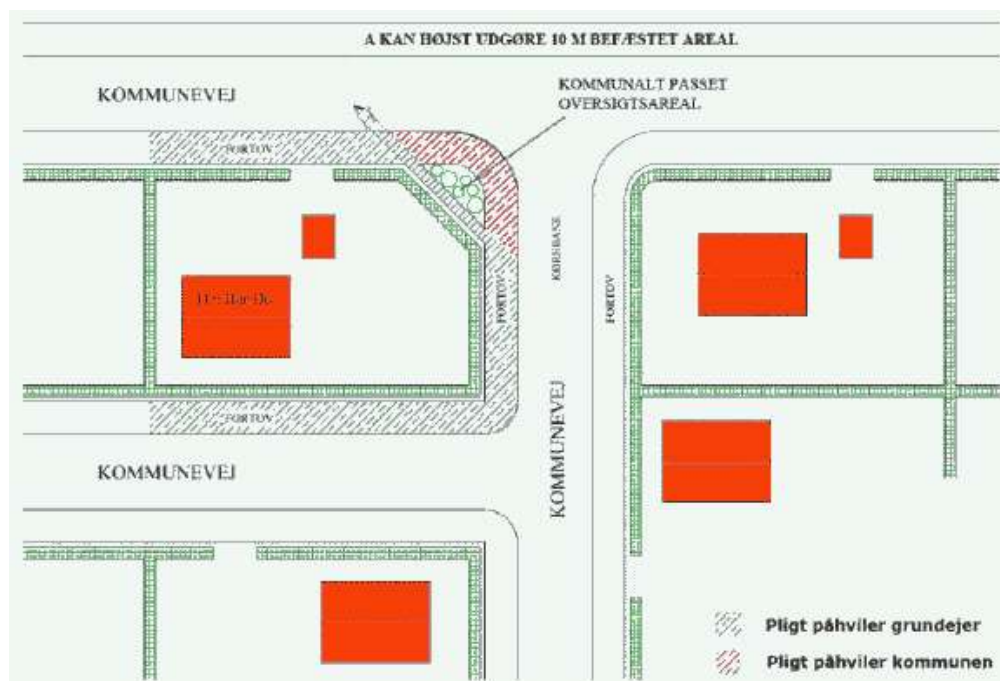 A KAN HØJST UDGØRE 10 M BEFÆSTET AREAL
KOMMUNEVEJ
KOMMUNALT PASSET
OVERSIGTSAREAL
FORTOV
KØREBANE
FORTOV
FORTOV
FORTOV
KOMMUNEVEJ
KOMMUNEVEJ
Pligt påhviler grundejer
Pligt påhviler kommunen